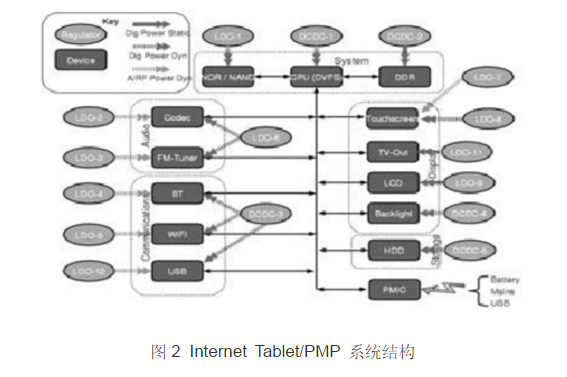 Key
Regulator
Device
Dig Power Static
Dig Power Dyn
A/RF Power Dyn
LDO-1
DCDC-1
DCDC-2
System
NOR / NAND
CPU (DVFS)
DDR
LDO-7
LDO-2
Codec
Audio
LDO-6
LDO-3
FM-Tuner
Touchscreen
LDO-8
TV-Out
LDO-11
Display
LCD
LDO-9
Backlight
DCDC-4
LDO-4
BT
Communications
DCDC-3
LDO-5
WiFi
LDO-12
USB
HDD
Storage
DCDC-5
PMIC
Battery
Mains
USB
图 2 Internet Tablet/PMP 系统结构